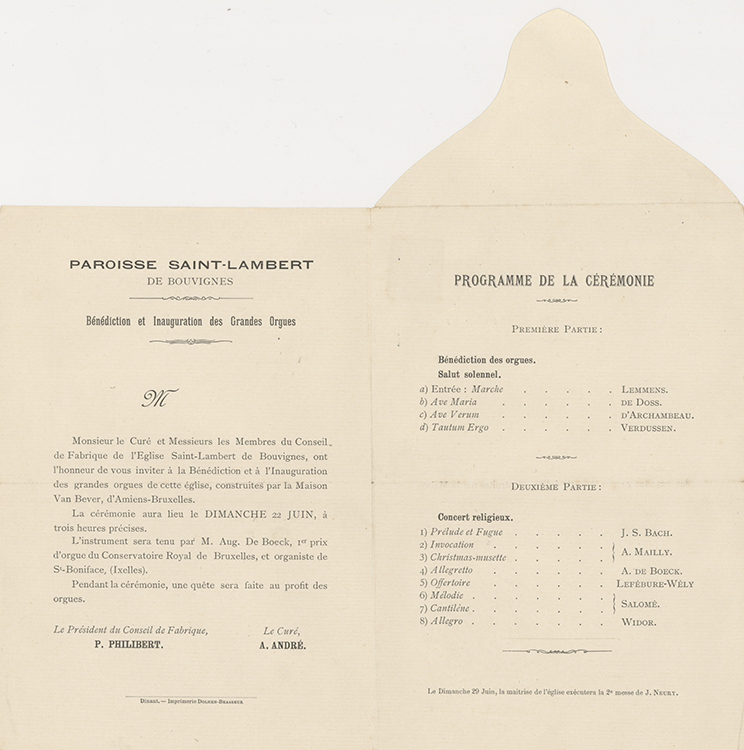 PAROISSE SAINT-LAMBERT
DE BOUVIGNES
Bénédiction et Inauguration des Grandes Orgues
M
Monsieur le Curé et Messieurs les Membres du Conseil
de Fabrique de l'Eglise Saint-Lambert de Bouvignes, ont
l'honneur de vous inviter à la Bénédiction et à l'Inauguration
des grandes orgues de cette église, construites par la Maison
Van Bever, d'Amiens-Bruxelles.
La cérémonie aura lieu le DIMANCHE 22 JUIN, à
trois heures précises.
L'instrument sera tenu par M. Aug. De Boeck, 1er prix
d'orgue du Conservatoire Royal de Bruxelles, et organiste de
St-Boniface, (Ixelles).
Pendant la cérémonie, une quête sera faite au profit des
orgues.
Le Président du Conseil de Fabrique, Le Curé,
P. PHILIBERT. A. ANDRÉ.
Dinant. — Imprimerie Doumen-Brasseur
PROGRAMME DE LA CÉRÉMONIE
PREMIÈRE PARTIE :
Bénédiction des orgues.
Salut solennel.
a) Entrée : Marche . . . . . LEMMENS.
b) Ave Maria . . . . . . DE DOSS.
c) Ave Verum . . . . . . D'ARCHAMBEAU.
d) Tautum Ergo . . . . . . VERDUSSEN.
DEUXIÈME PARTIE :
Concert religieux.
1) Prélude et Fugue . . . . . J. S. BACH.
2) Invocation . . . . . .
3) Christmas-musette . . . . . } A. MAILLY.
4) Allegretto . . . . . . A. DE BOECK.
5) Offertoire . . . . . . LEFÉBURE-WÉLY
6) Mélodie . . . . . . .
7) Cantilène . . . . . . . } SALOMÉ.
8) Allegro . . . . . . . WIDOR.
Le Dimanche 29 Juin, la maitrise de l'église exécutera la 2e messe de J. NEURY.